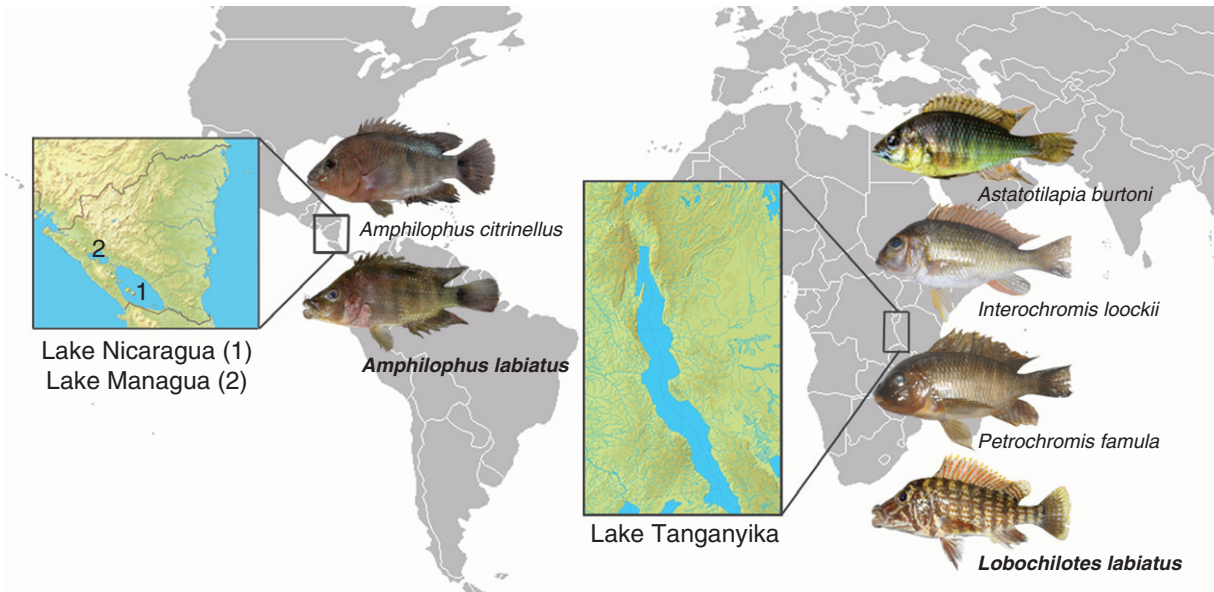 2
1
Lake Nicaragua (1)
Lake Managua (2)
Amphilophus citrinellus
Amphilophus labiatus
Lake Tanganyika
Astatotilapia burtoni
Interochromis loockii
Petrochromis famula
Lobochilotes labiatus